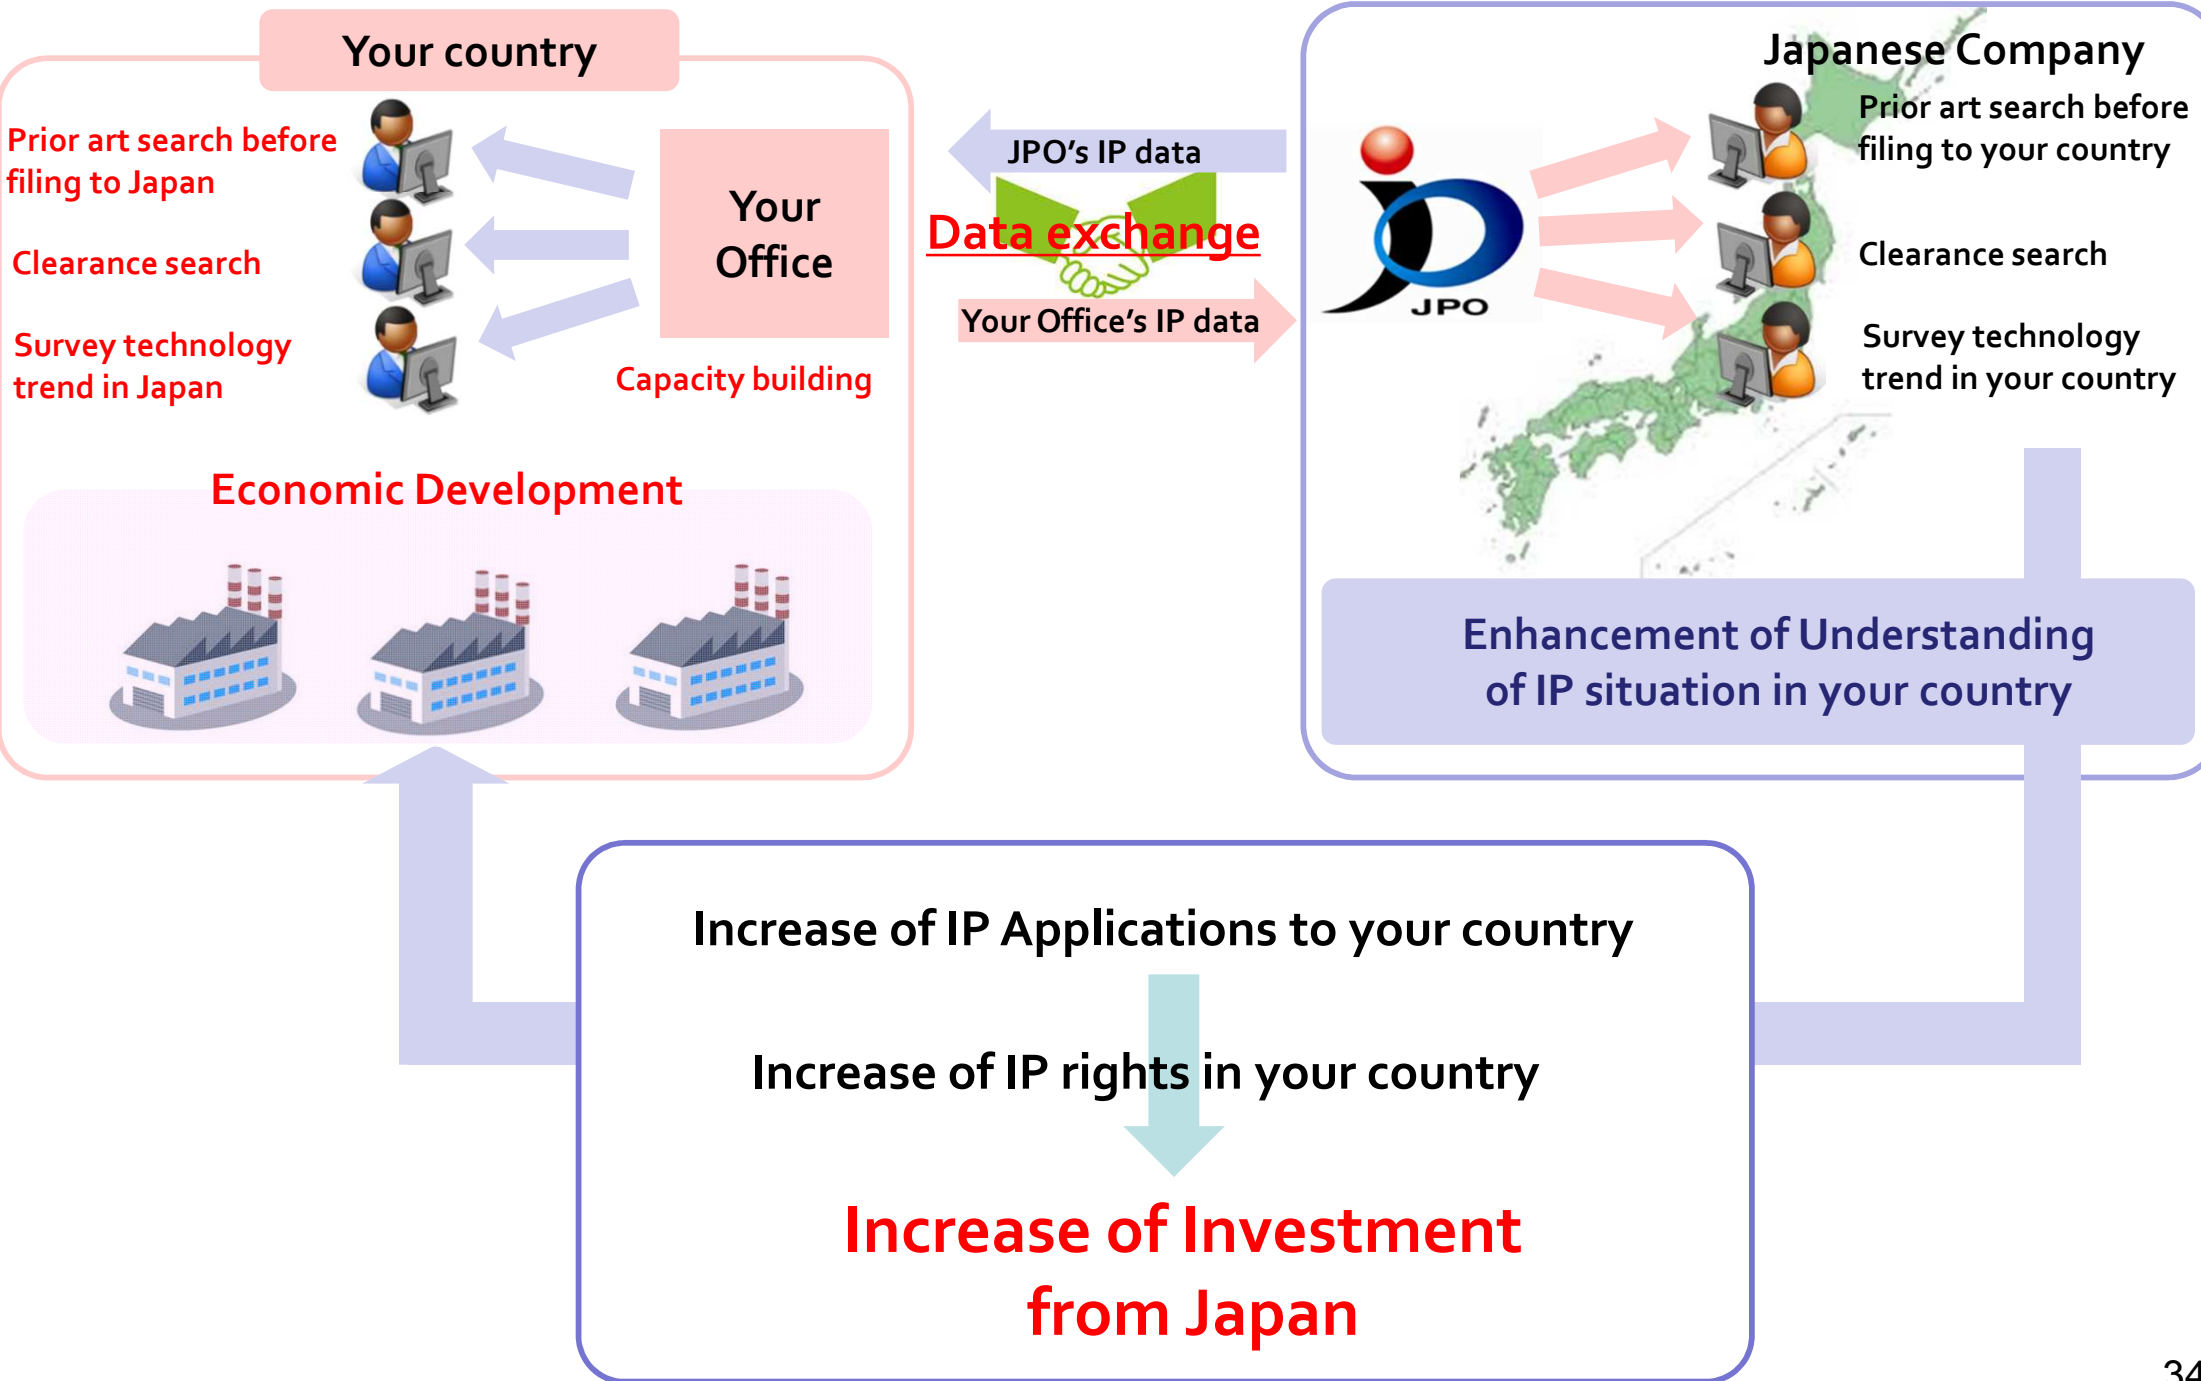 Your country
Prior art search before
filing to Japan
Clearance search
Survey technology
trend in Japan
Your
Office
Capacity building
Economic Development
JPO's IP data
Data exchange
Your Office's IP data
JPO
Japanese Company
Prior art search before
filing to your country
Clearance search
Survey technology
trend in your country
Enhancement of Understanding
of IP situation in your country
Increase of IP Applications to your country
Increase of IP rights in your country
Increase of Investment
from Japan
34